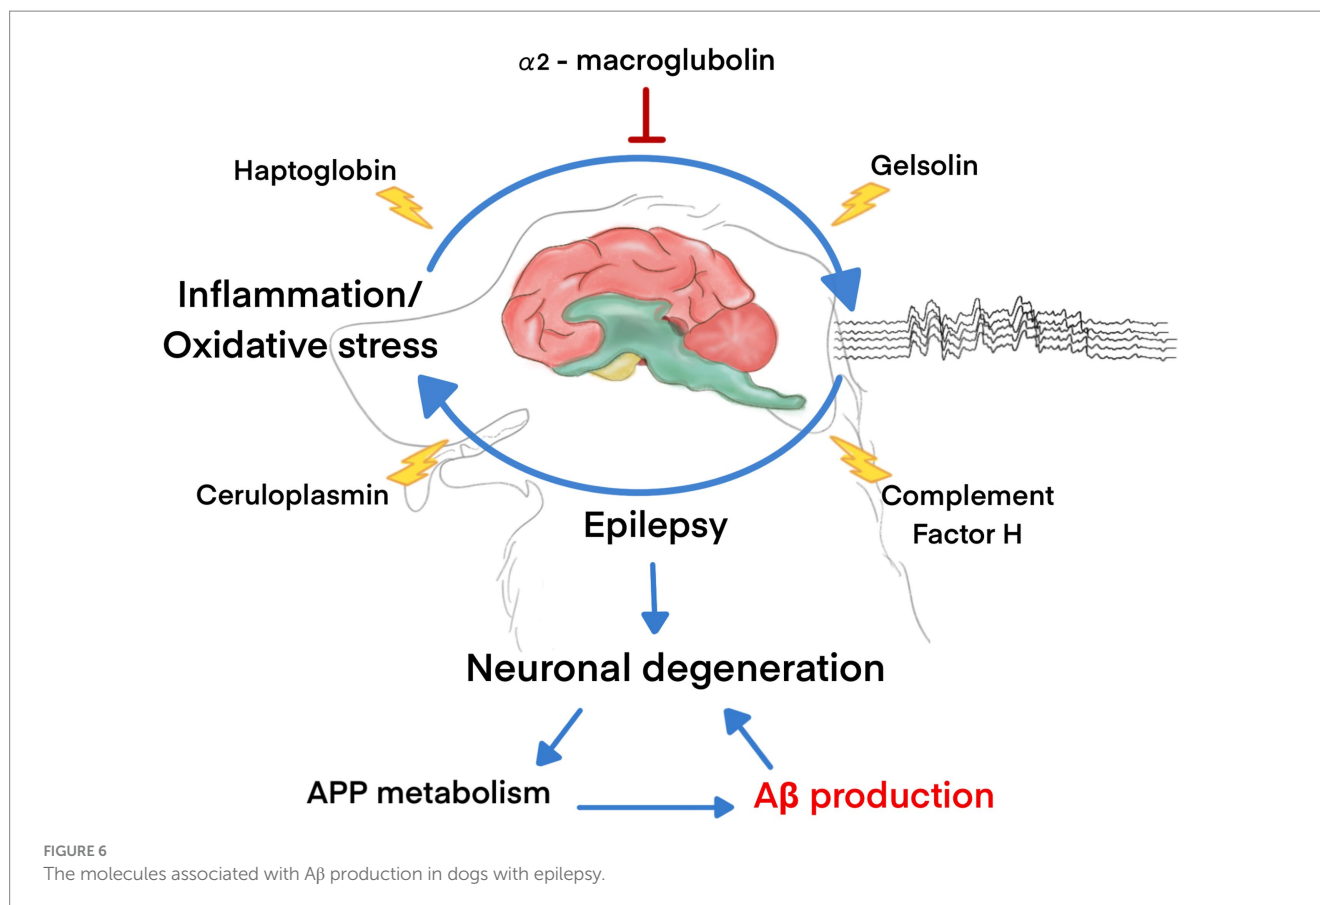 α2 - macroglubolin
Haptoglobin
Gelsolin
Inflammation/
Oxidative stress
Ceruloplasmin
Complement
Factor H
Epilepsy
Neuronal degeneration
APP metabolism
Aβ production
FIGURE 6
The molecules associated with Aβ production in dogs with epilepsy.